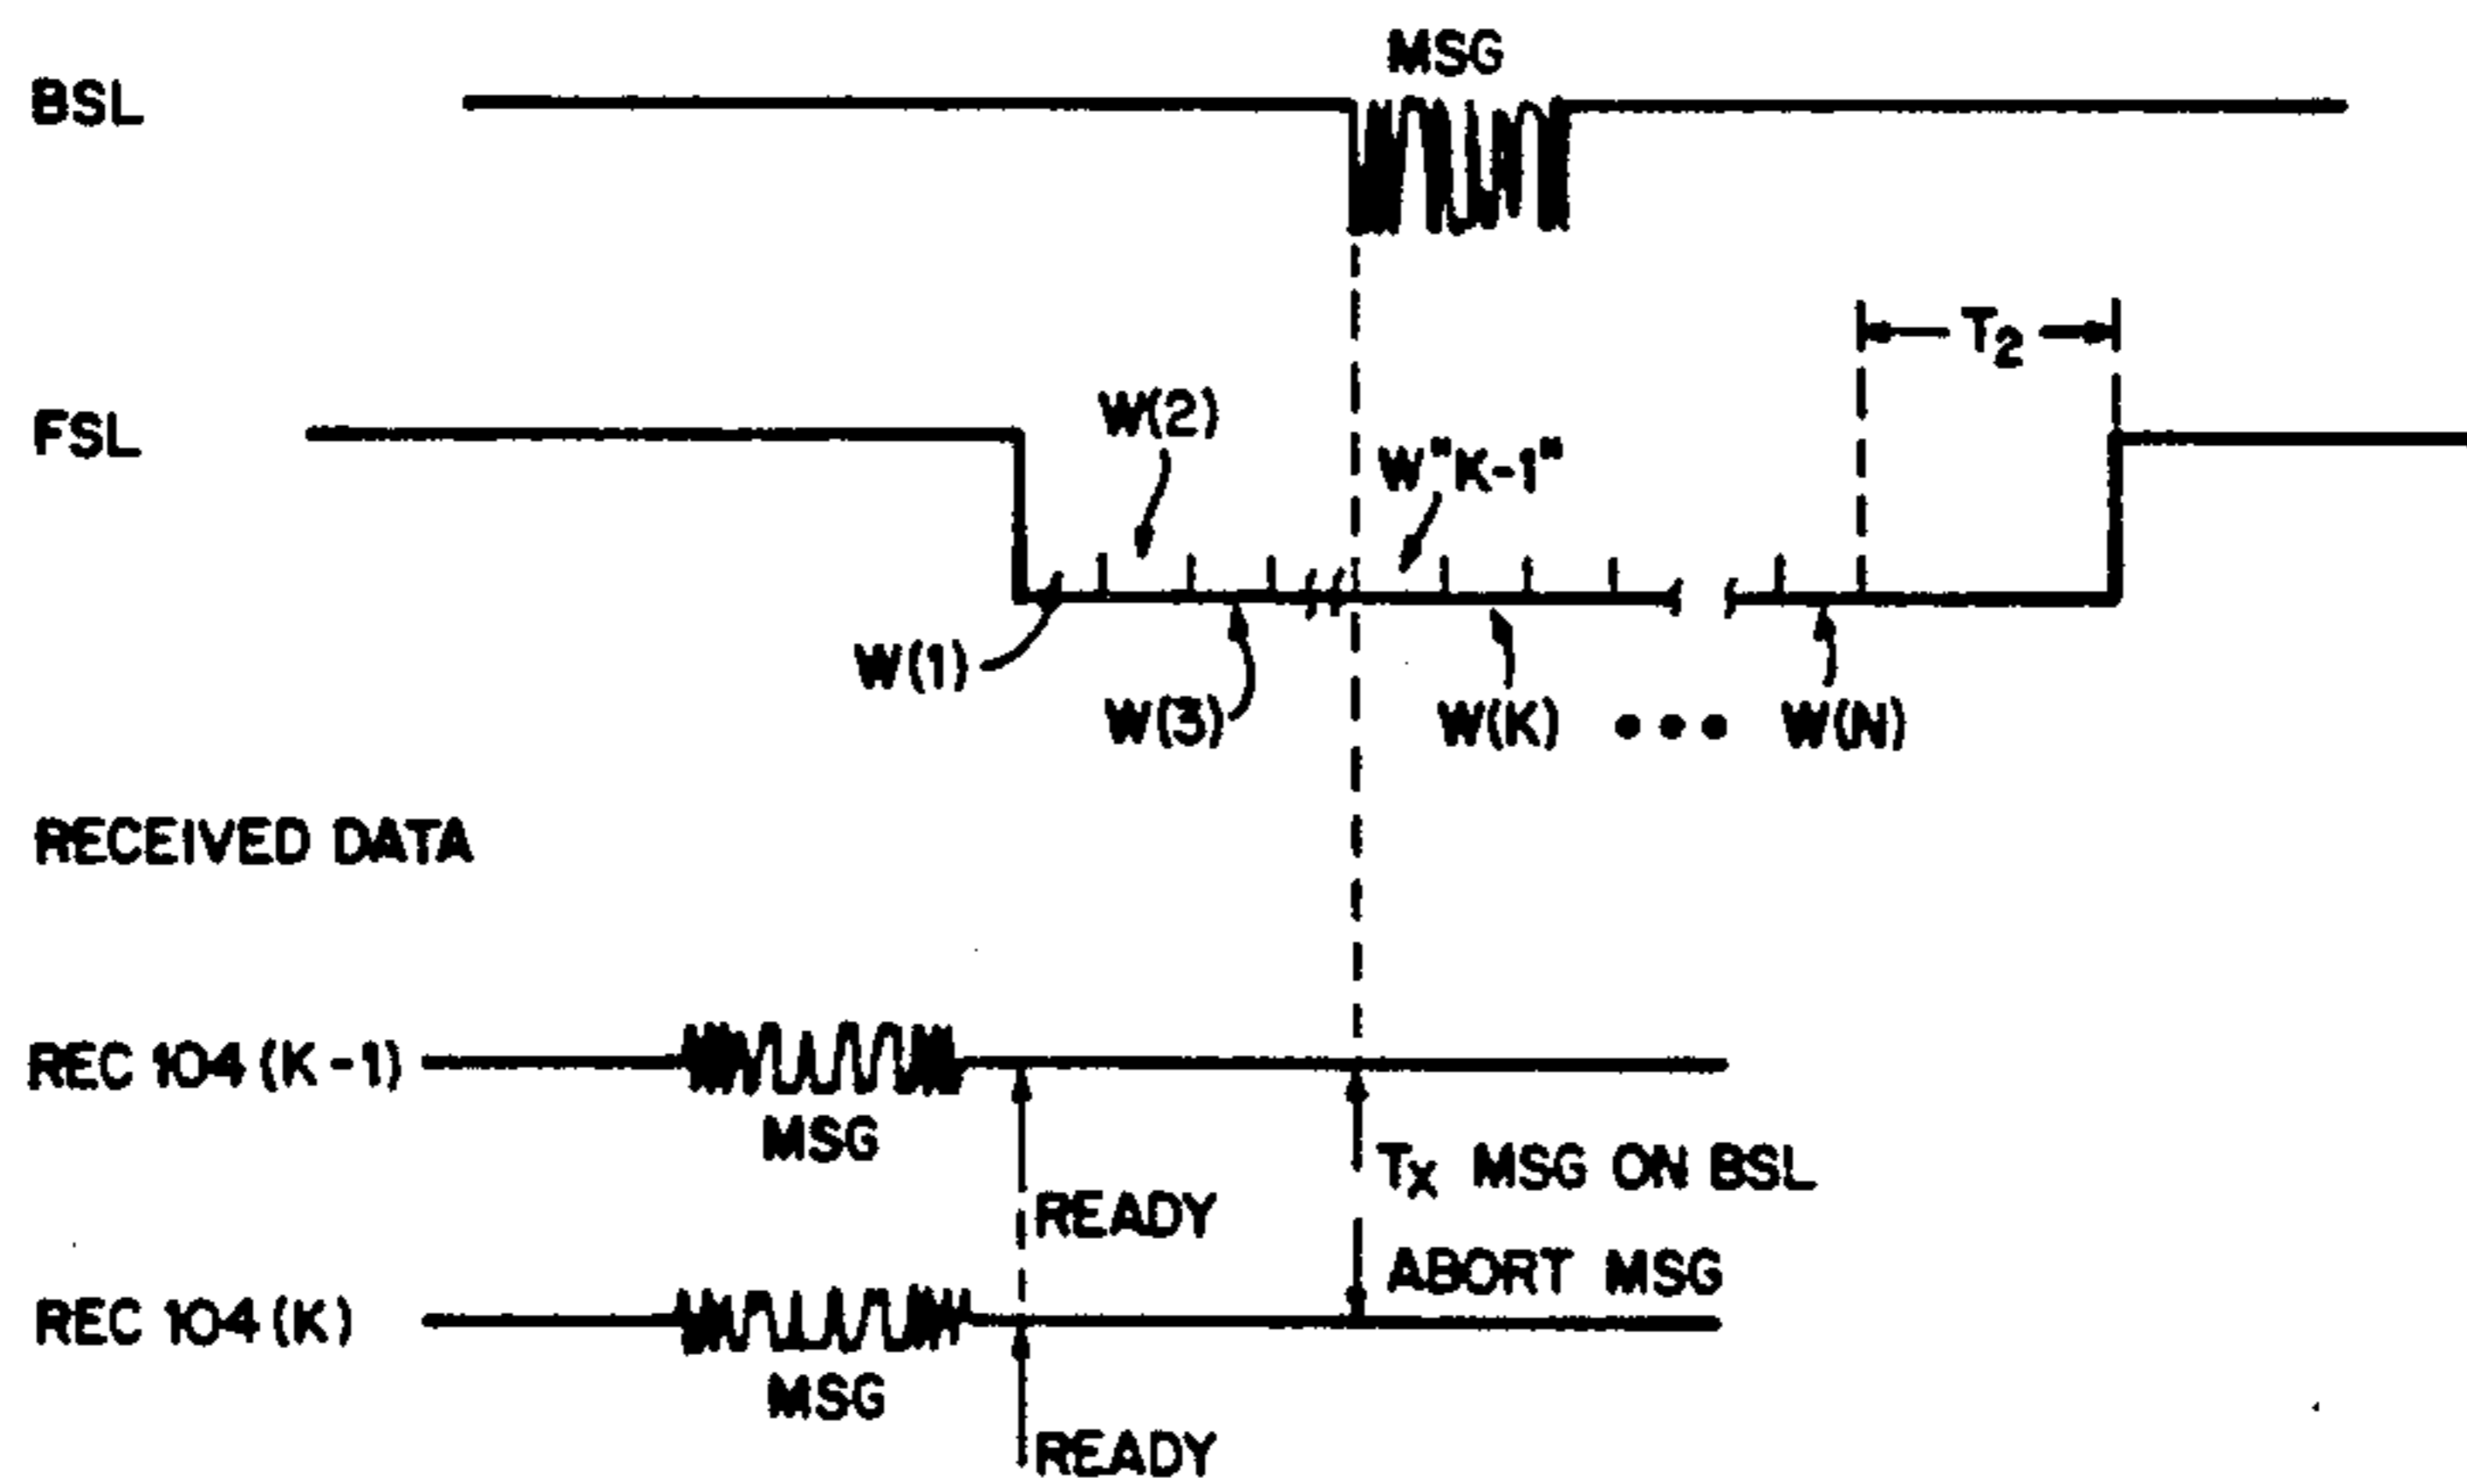 MSG
BSL
T2
W(2)
FSL
W"K-1"
W(1)
W(3)
W(K) ••• W(N)
RECEIVED DATA
REC 104 (K-1)
MSG
TX MSG ON BSL
READY
ABORT MSG
REC 104 (K)
MSG
READY